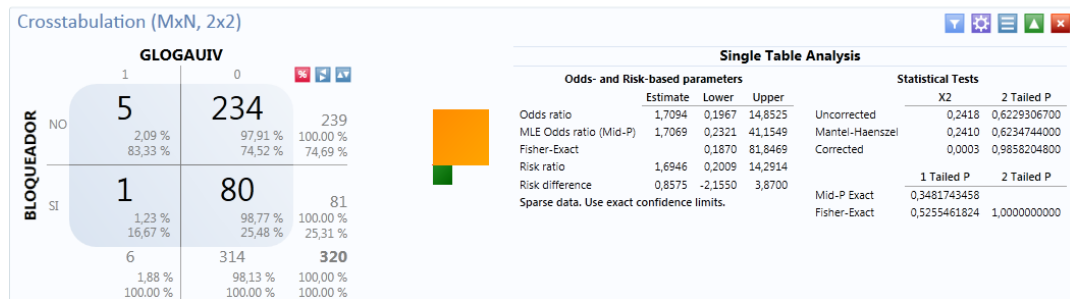 Crosstabulation (MxN, 2x2)
GLOGAUIV
1 0 %
BLOQUEADOR
NO 5 234 239
2,09 % 97,91 % 100.00 %
83,33 % 74,52 % 74,69 %
SI 1 80 81
1,23 % 98,77 % 100.00 %
16,67 % 25,48 % 25,31 %
6 314 320
1,88 % 98,13 % 100,00 %
100.00 % 100.00 % 100.00 %
Single Table Analysis
Odds- and Risk-based parameters
Estimate Lower Upper
Odds ratio 1,7094 0,1967 14,8525
MLE Odds ratio (Mid-P) 1,7069 0,2321 41,1549
Fisher-Exact 0,1870 81,8469
Risk ratio 1,6946 0,2009 14,2914
Risk difference 0,8575 -2,1550 3,8700
Sparse data. Use exact confidence limits.
Statistical Tests
X2 2 Tailed P
Uncorrected 0,2418 0,6229306700
Mantel-Haenszel 0,2410 0,6234744000
Corrected 0,0003 0,9858204800
1 Tailed P 2 Tailed P
Mid-P Exact 0,3481743458
Fisher-Exact 0,5255461824 1,0000000000